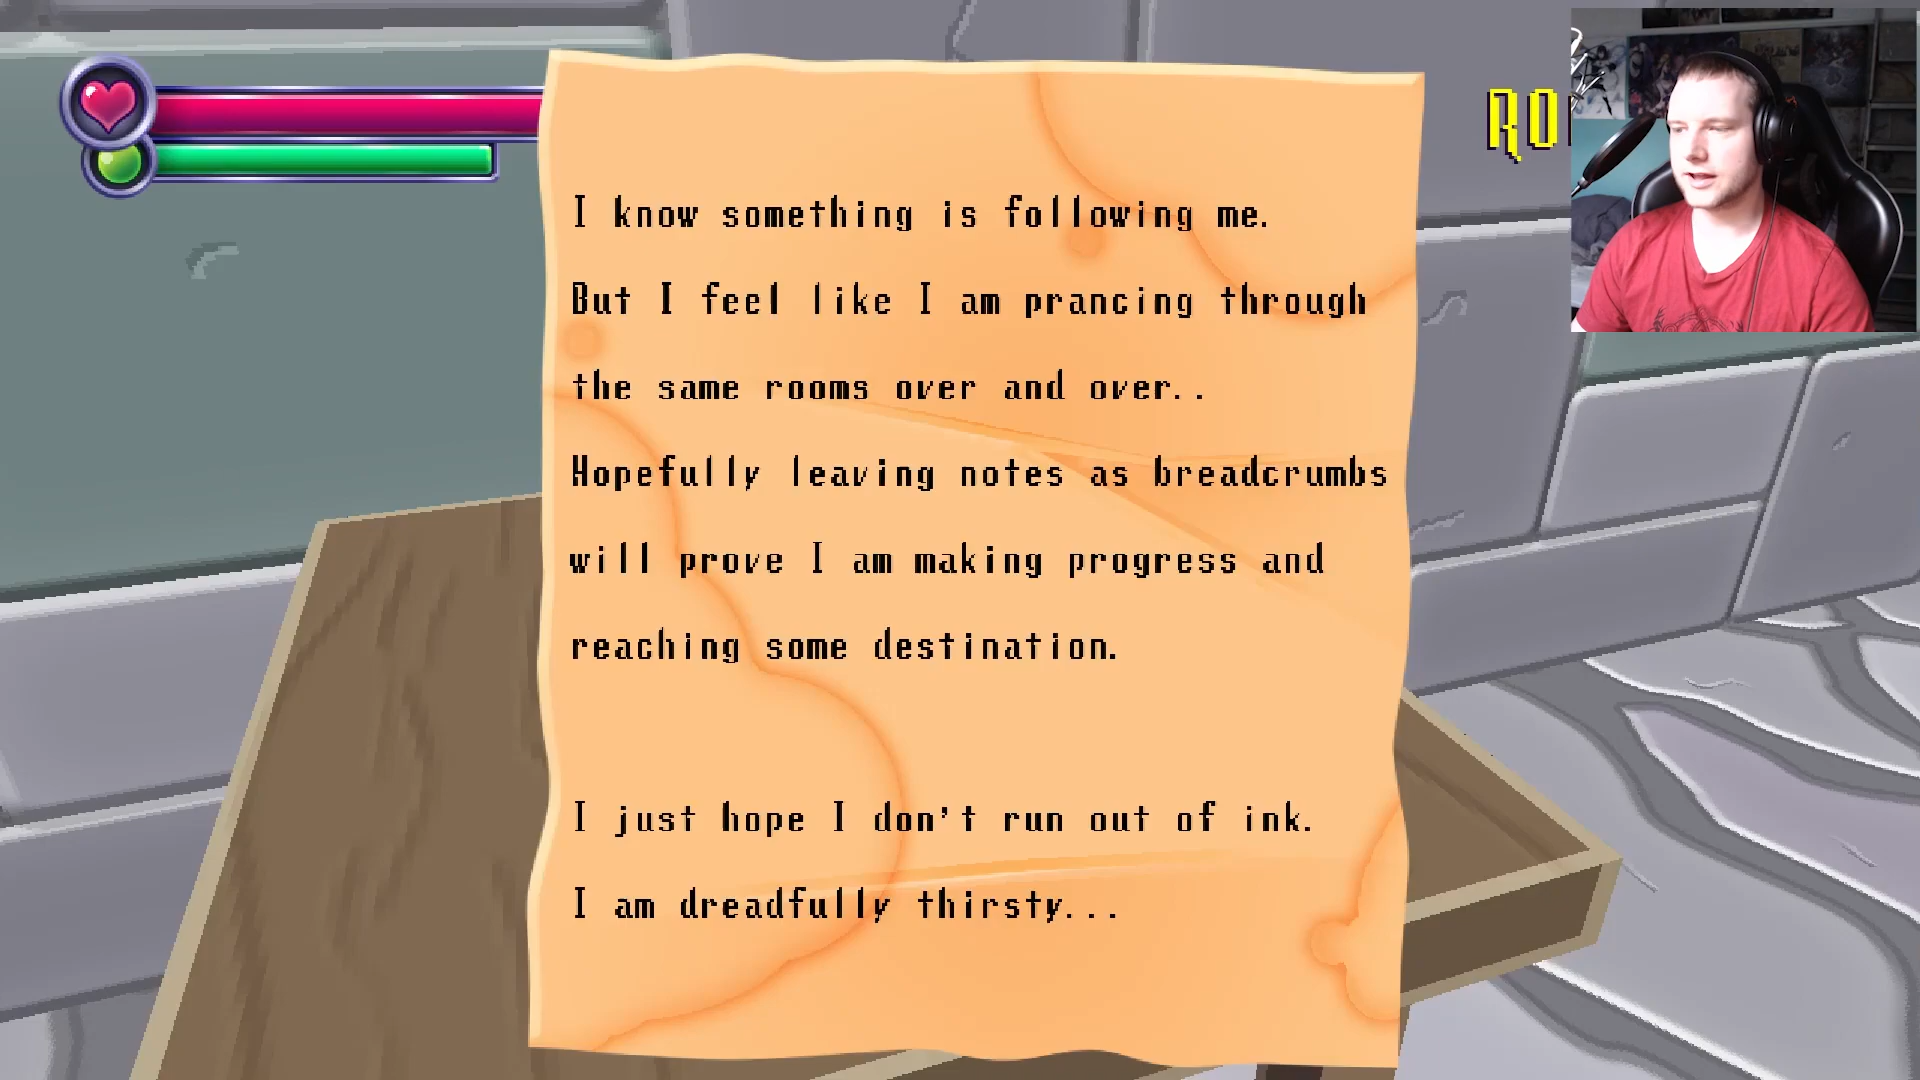 I know something is following me.
But I feel like I am prancing through
the same rooms over and over..
Hopefully leaving notes as breadcrumbs
will prove I am making progress and
reaching some destination.
I just hope I don't run out of ink.
I am dreadfully thirsty...